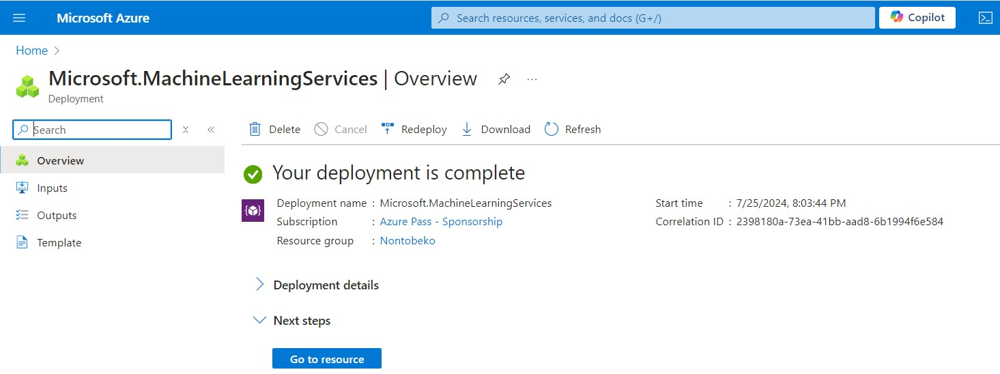 Microsoft Azure
Search resources, services, and docs (G+/)
Copilot
Home
Microsoft.MachineLearningServices | Overview
...
Deployment
Search
Delete
Cancel
Redeploy
Download
Refresh
Overview
Inputs
Outputs
Template
Your deployment is complete
Deployment name : Microsoft.MachineLearningServices
Start time : 7/25/2024, 8:03:44 PM
Subscription : Azure Pass - Sponsorship
Correlation ID : 2398180a-73ea-41bb-aad8-6b1994f6e584
Resource group : Nontobeko
Deployment details
Next steps
Go to resource